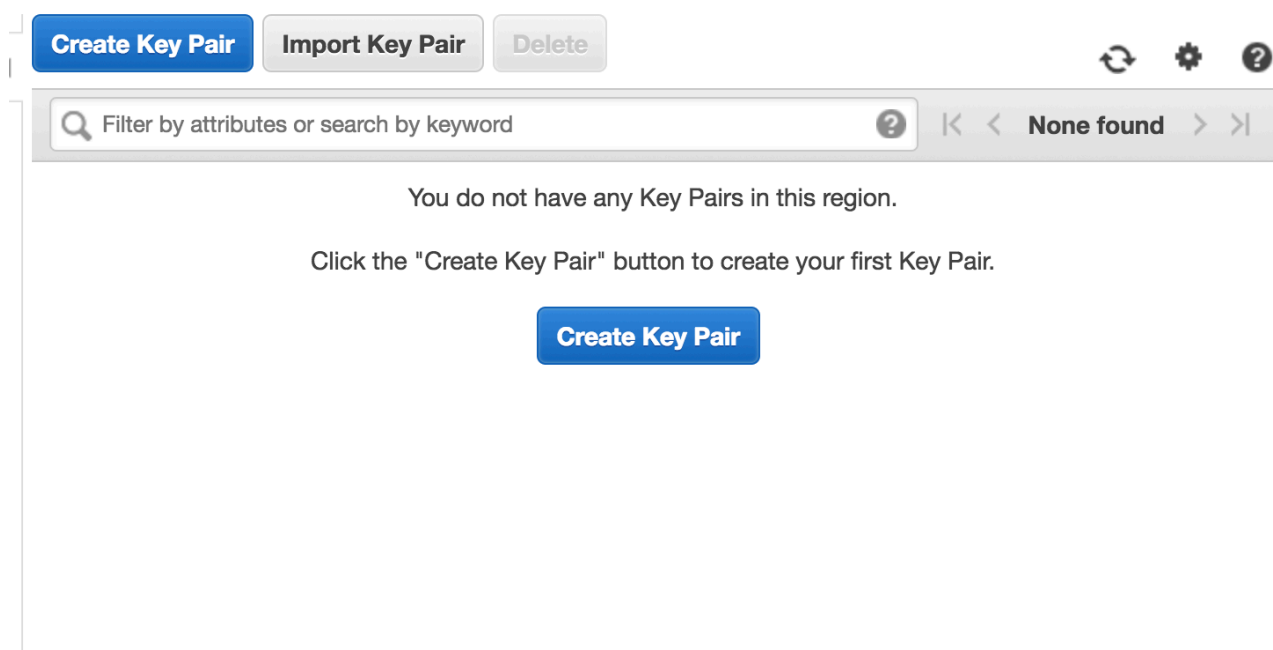 Create Key Pair Import Key Pair Delete
Filter by attributes or search by keyword None found
You do not have any Key Pairs in this region.
Click the "Create Key Pair" button to create your first Key Pair.
Create Key Pair